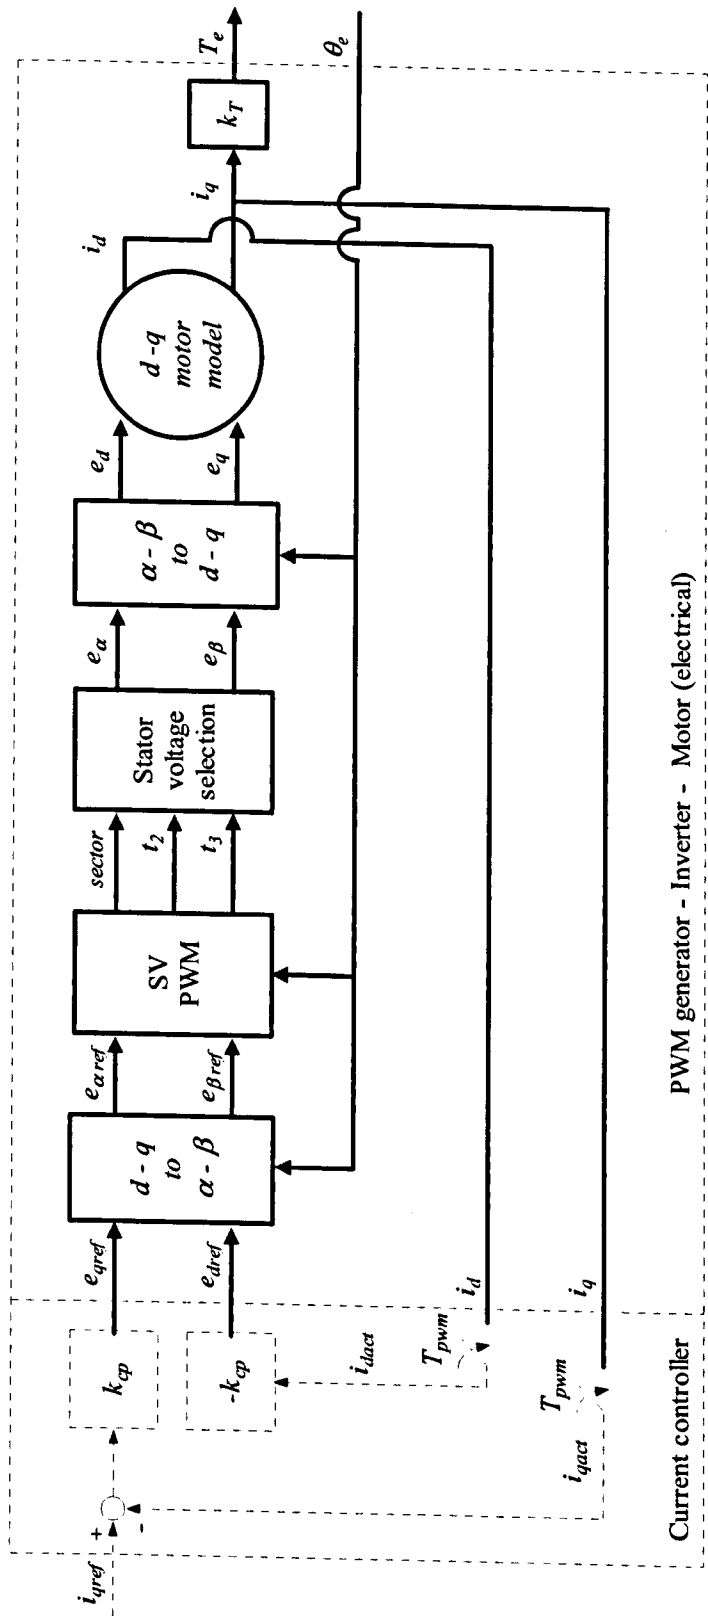 i_qref
+
-
k_cp
-k_cp
i_dact
i_qact
T_pwm
T_pwm
Current controller
e_qref
e_dref
d - q
to
α - β
e_αref
e_βref
SV
PWM
sector
t_2
t_3
Stator
voltage
selection
e_α
e_β
α - β
to
d - q
e_d
e_q
d - q
motor
model
i_d
i_q
k_T
T_e
θ_e
i_d
i_q
PWM generator - Inverter - Motor (electrical)